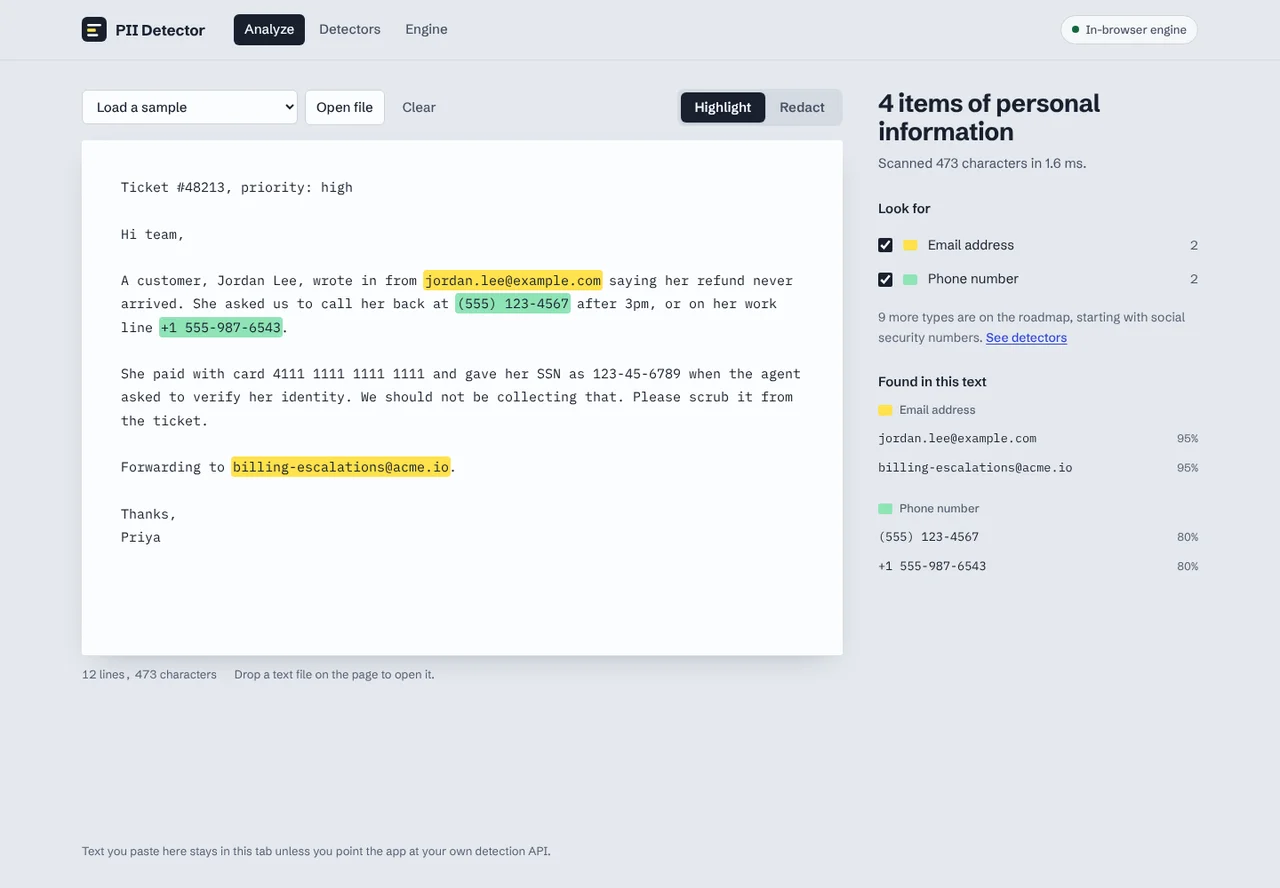 PII Detector
Analyze
Detectors
Engine
In-browser engine
Load a sample
Open file
Clear
Highlight
Redact
Ticket #48213, priority: high
Hi team,
A customer, Jordan Lee, wrote in from jordan.lee@example.com saying her refund never
arrived. She asked us to call her back at (555) 123-4567 after 3pm, or on her work
line +1 555-987-6543.
She paid with card 4111 1111 1111 1111 and gave her SSN as 123-45-6789 when the agent
asked to verify her identity. We should not be collecting that. Please scrub it from
the ticket.
Forwarding to billing-escalations@acme.io.
Thanks,
Priya
12 lines, 473 characters
Drop a text file on the page to open it.
4 items of personal
information
Scanned 473 characters in 1.6 ms.
Look for
Email address 2
Phone number 2
9 more types are on the roadmap, starting with social
security numbers. See detectors
Found in this text
Email address
jordan.lee@example.com 95%
billing-escalations@acme.io 95%
Phone number
(555) 123-4567 80%
+1 555-987-6543 80%
Text you paste here stays in this tab unless you point the app at your own detection API.